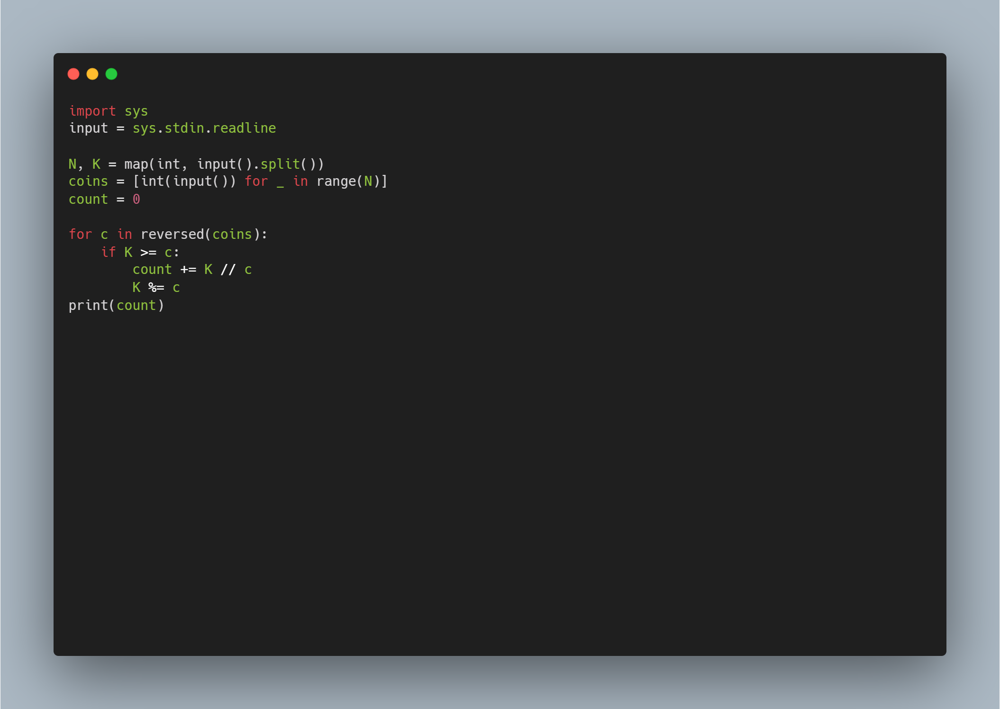 import sys
input = sys.stdin.readline

N, K = map(int, input().split())
coins = [int(input()) for _ in range(N)]
count = 0

for c in reversed(coins):
    if K >= c:
        count += K // c
        K %= c
print(count)